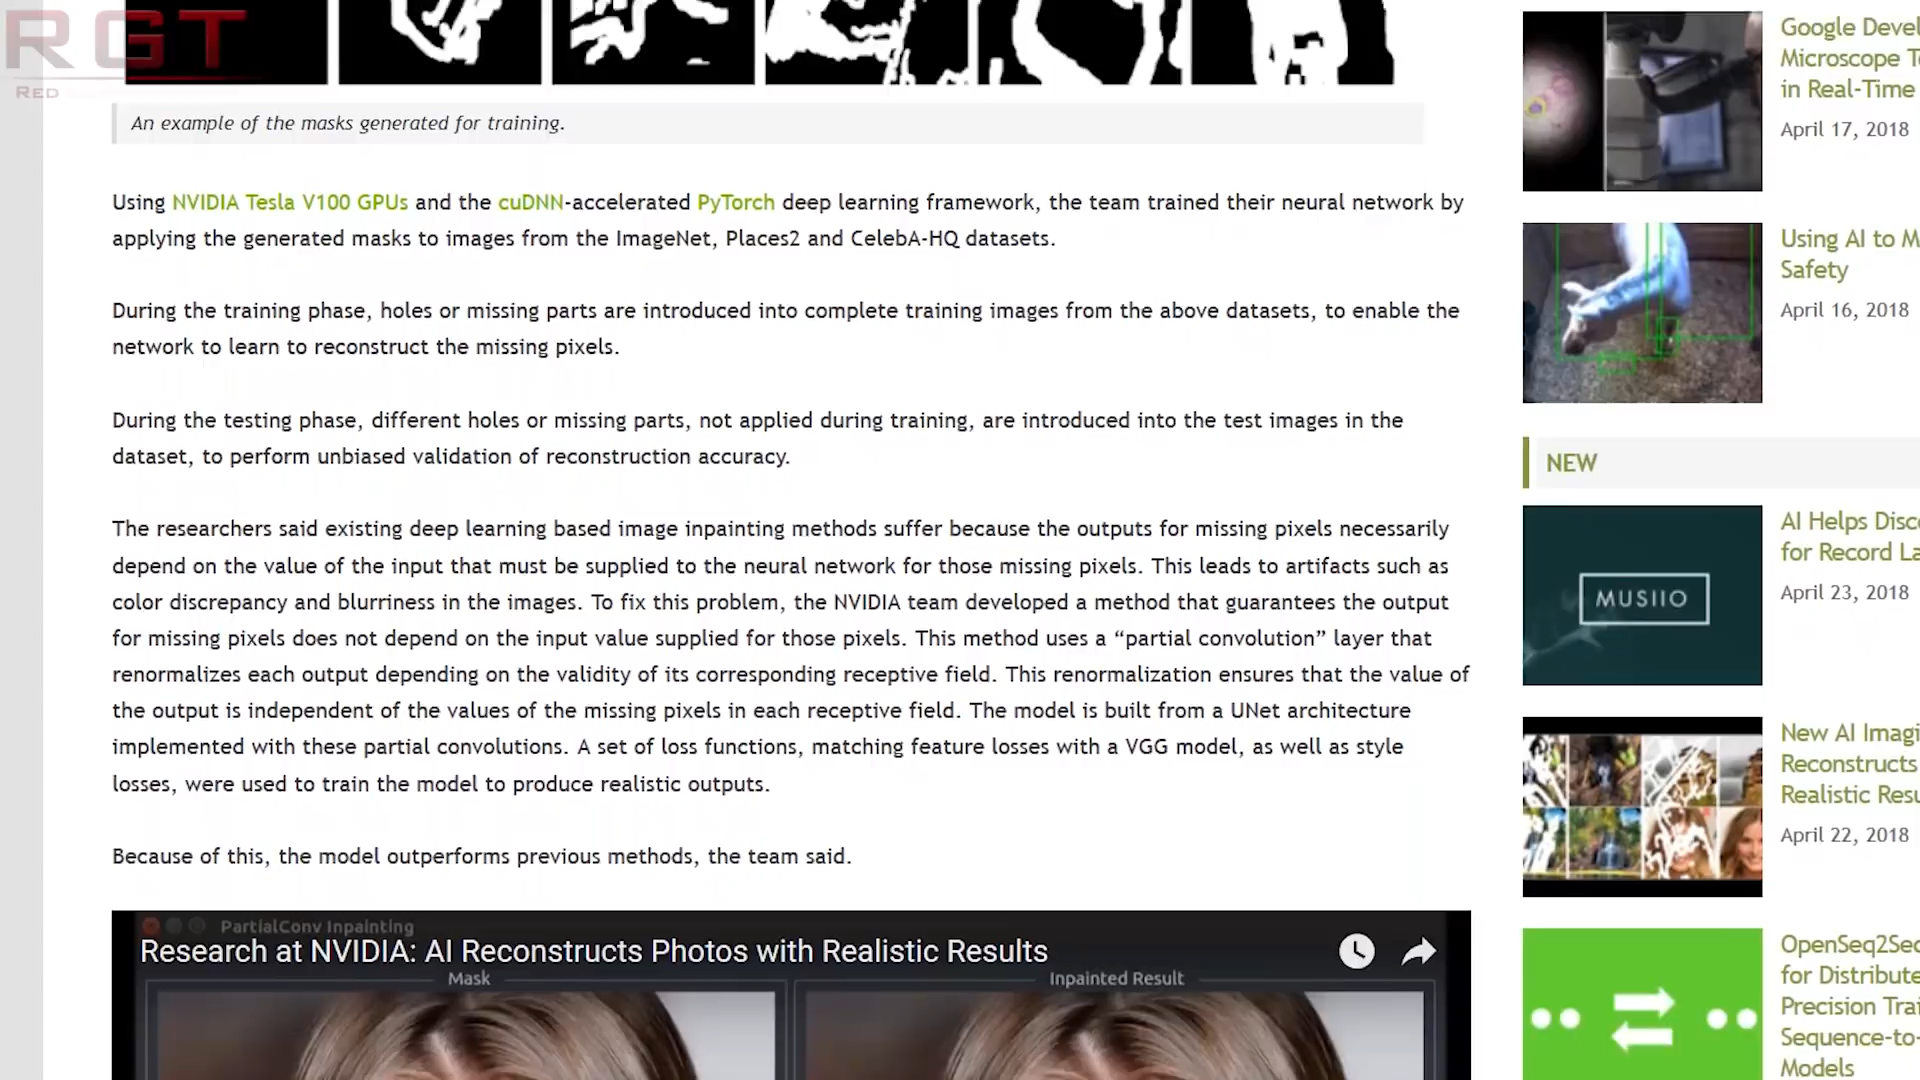 RGT
RED
An example of the masks generated for training.
Using NVIDIA Tesla V100 GPUs and the cuDNN-accelerated PyTorch deep learning framework, the team trained their neural network by
applying the generated masks to images from the ImageNet, Places2 and CelebA-HQ datasets.
During the training phase, holes or missing parts are introduced into complete training images from the above datasets, to enable the
network to learn to reconstruct the missing pixels.
During the testing phase, different holes or missing parts, not applied during training, are introduced into the test images in the
dataset, to perform unbiased validation of reconstruction accuracy.
The researchers said existing deep learning based image inpainting methods suffer because the outputs for missing pixels necessarily
depend on the value of the input that must be supplied to the neural network for those missing pixels. This leads to artifacts such as
color discrepancy and blurriness in the images. To fix this problem, the NVIDIA team developed a method that guarantees the output
for missing pixels does not depend on the input value supplied for those pixels. This method uses a “partial convolution” layer that
renormalizes each output depending on the validity of its corresponding receptive field. This renormalization ensures that the value of
the output is independent of the values of the missing pixels in each receptive field. The model is built from a UNet architecture
implemented with these partial convolutions. A set of loss functions, matching feature losses with a VGG model, as well as style
losses, were used to train the model to produce realistic outputs.
Because of this, the model outperforms previous methods, the team said.
PartialConv Inpainting
Research at NVIDIA: AI Reconstructs Photos with Realistic Results
Mask
Inpainted Result
Google Devel
Microscope T
in Real-Time
April 17, 2018
Using AI to M
Safety
April 16, 2018
NEW
MUSIIO
AI Helps Disc
for Record La
April 23, 2018
New AI Imagi
Reconstructs
Realistic Resu
April 22, 2018
OpenSeq2Sec
for Distribute
Precision Trai
Sequence-to-
Models